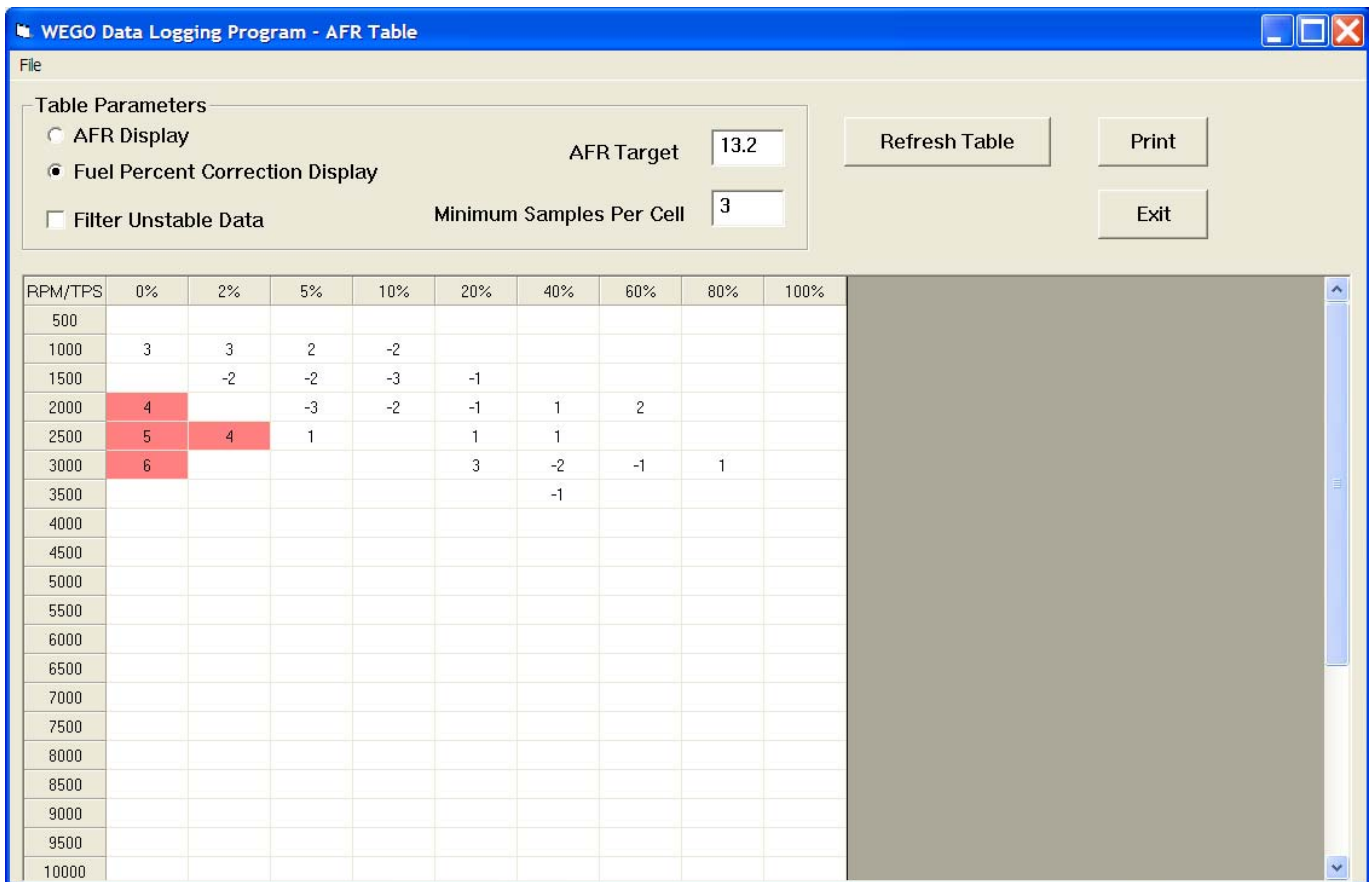 WEGO Data Logging Program - AFR Table
File
Table Parameters
AFR Display
Fuel Percent Correction Display
Filter Unstable Data
AFR Target 13.2
Minimum Samples Per Cell 3
Refresh Table
Print
Exit
RPM/TPS 0% 2% 5% 10% 20% 40% 60% 80% 100%
500
1000 3 3 2 -2
1500 -2 -2 -3 -1
2000 4 -3 -2 -1 1 2
2500 5 4 1 1 1
3000 6 3 -2 -1 1
3500 -1
4000
4500
5000
5500
6000
6500
7000
7500
8000
8500
9000
9500
10000